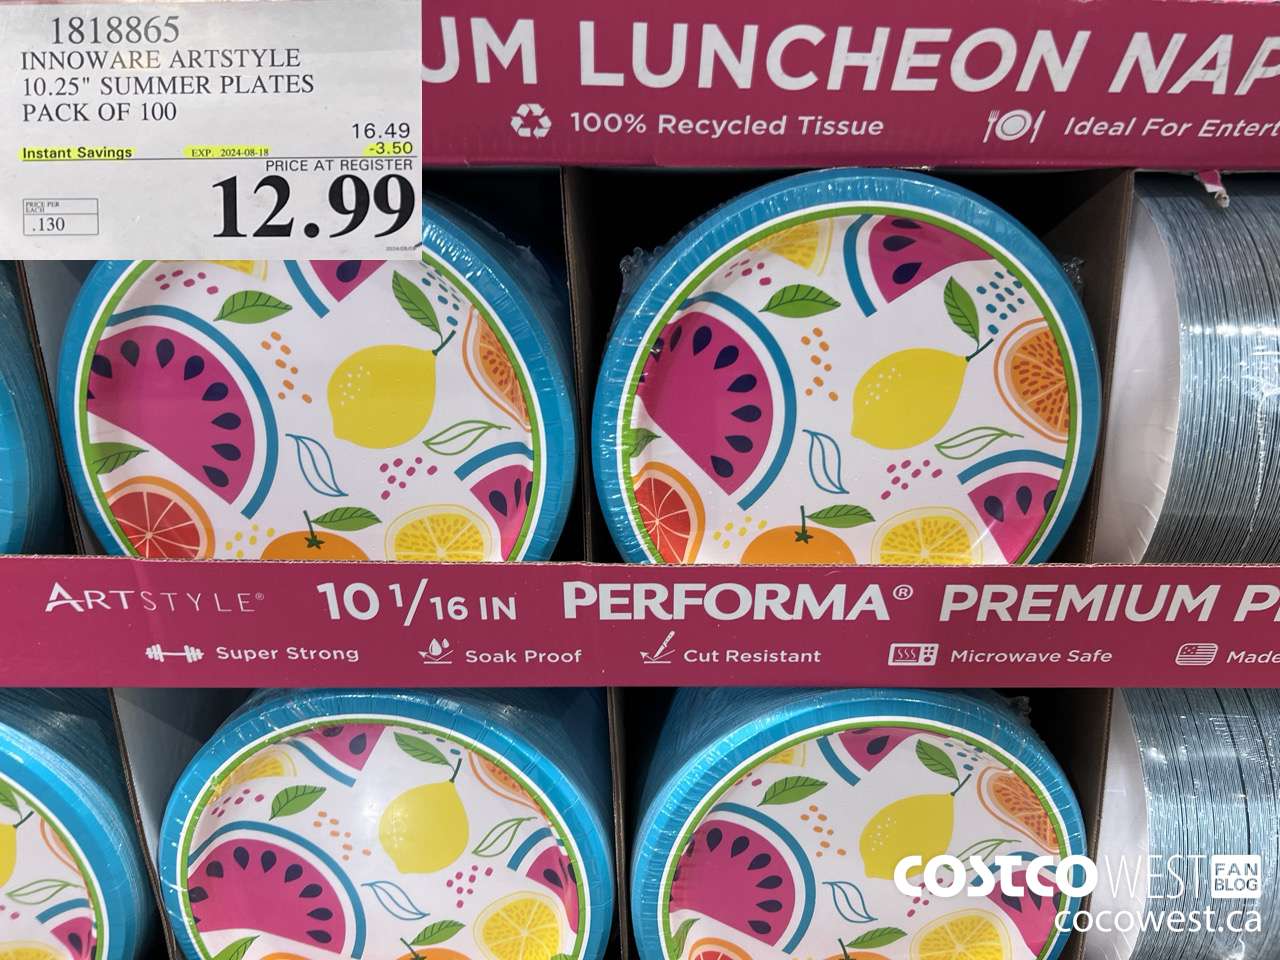 1818865
INNOWARE ARTSTYLE
10.25" SUMMER PLATES
PACK OF 100
16.49
Instant Savings EXP. 2024-08-18 -3.50
PRICE AT REGISTER
12.99
PRICE PER
EACH
.130
UM LUNCHEON NAP
100% Recycled Tissue Ideal For Entert
ARTSTYLE® 10 1/16 IN PERFORMA® PREMIUM P
Super Strong Soak Proof Cut Resistant Microwave Safe Made
COSTCO WEST FAN BLOG
cocowest.ca